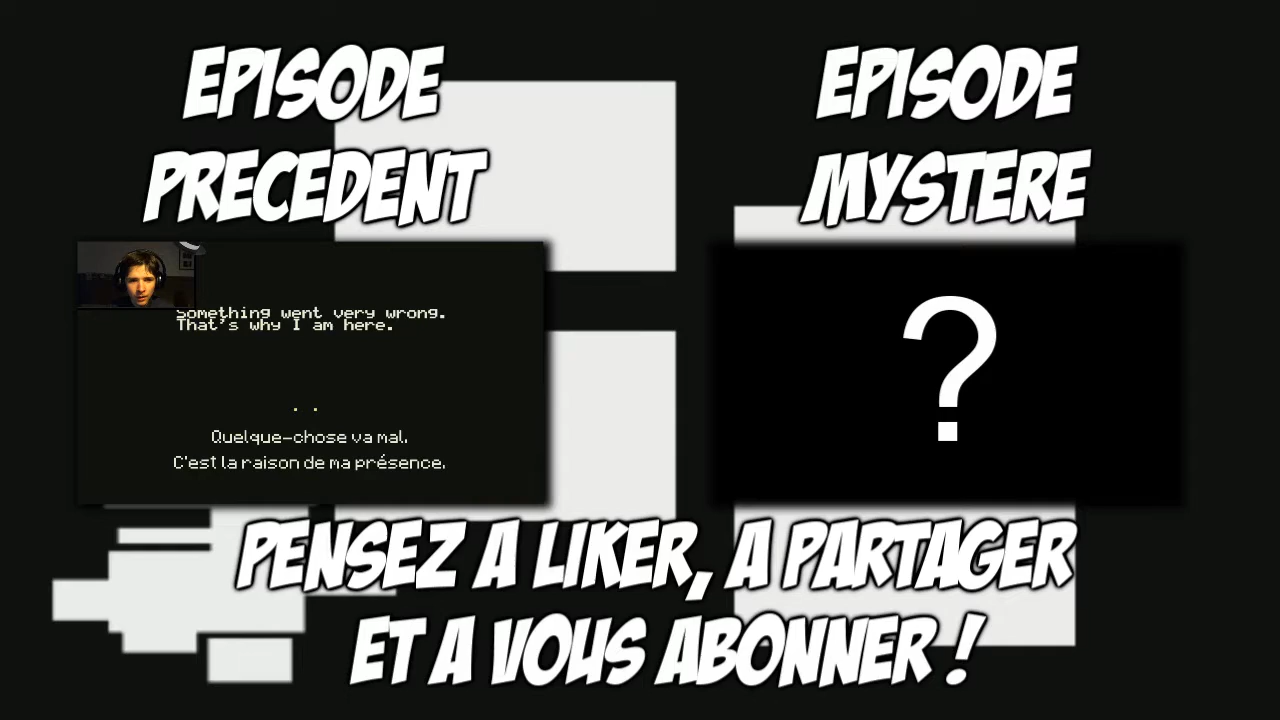 EPISODE
PRECEDENT
EPISODE
MYSTERE
Something went very wrong.
That's why I am here.
. .
Quelque-chose va mal.
C'est la raison de ma présence.
?
PENSEZ A LIKER, A PARTAGER
ET A VOUS ABONNER !